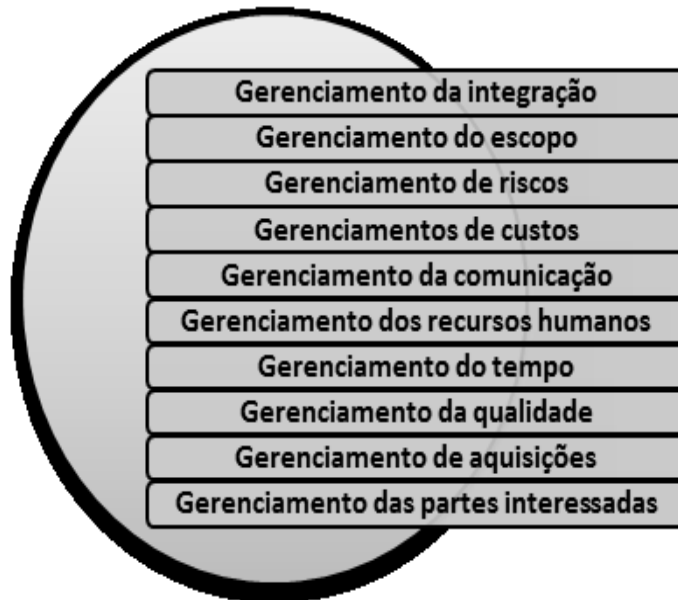 Gerenciamento da integração
Gerenciamento do escopo
Gerenciamento de riscos
Gerenciamentos de custos
Gerenciamento da comunicação
Gerenciamento dos recursos humanos
Gerenciamento do tempo
Gerenciamento da qualidade
Gerenciamento de aquisições
Gerenciamento das partes interessadas